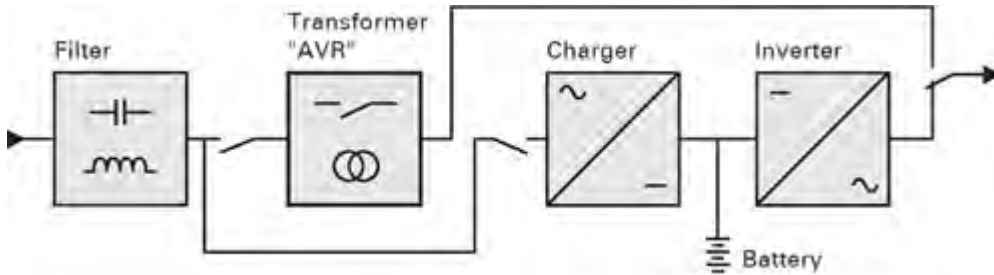 Filter
Transformer
"AVR"
Charger
Inverter
Battery